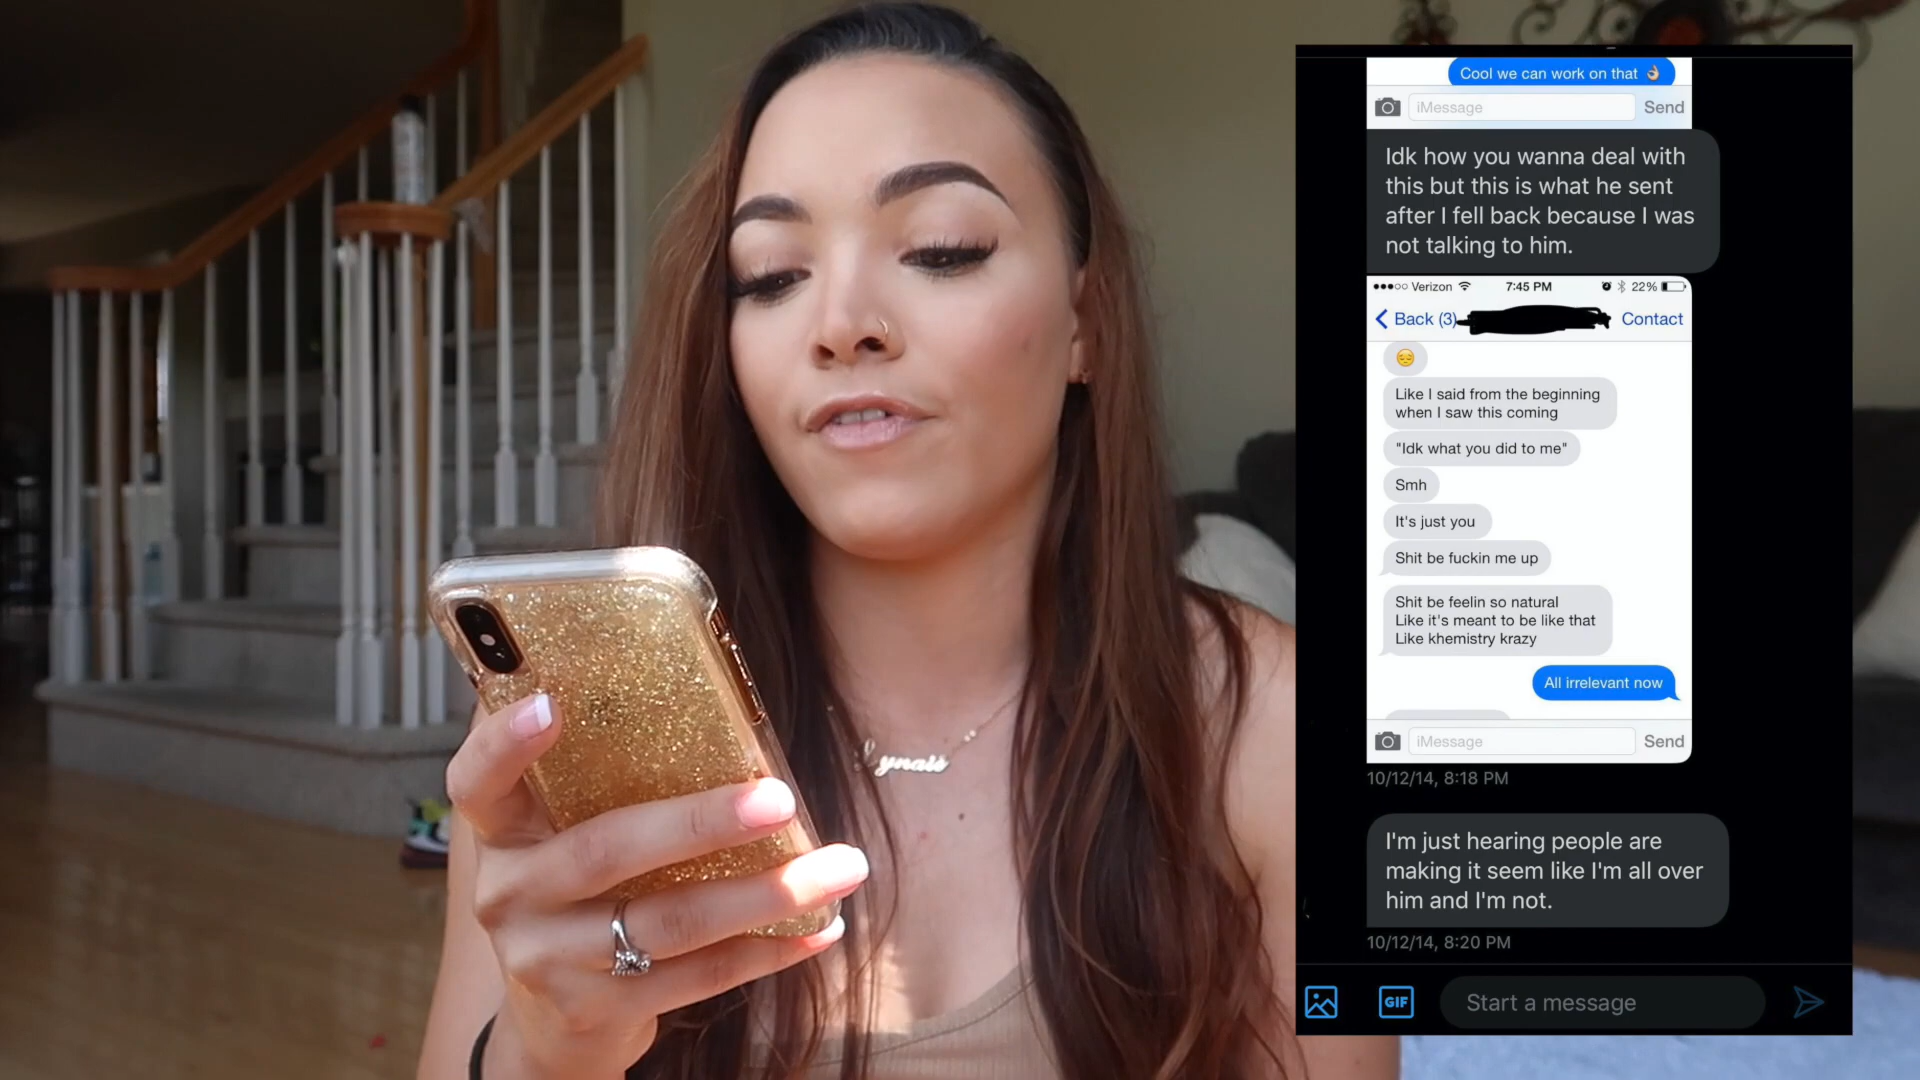 Cool we can work on that 👌🏽
iMessage
Send
Idk how you wanna deal with
this but this is what he sent
after I fell back because I was
not talking to him.
Verizon
7:45 PM
22%
Back (3)
Contact
😔
Like I said from the beginning
when I saw this coming
"Idk what you did to me"
Smh
It's just you
Shit be fuckin me up
Shit be feelin so natural
Like it's meant to be like that
Like khemistry krazy
All irrelevant now
iMessage
Send
10/12/14, 8:18 PM
I'm just hearing people are
making it seem like I'm all over
him and I'm not.
10/12/14, 8:20 PM
GIF
Start a message